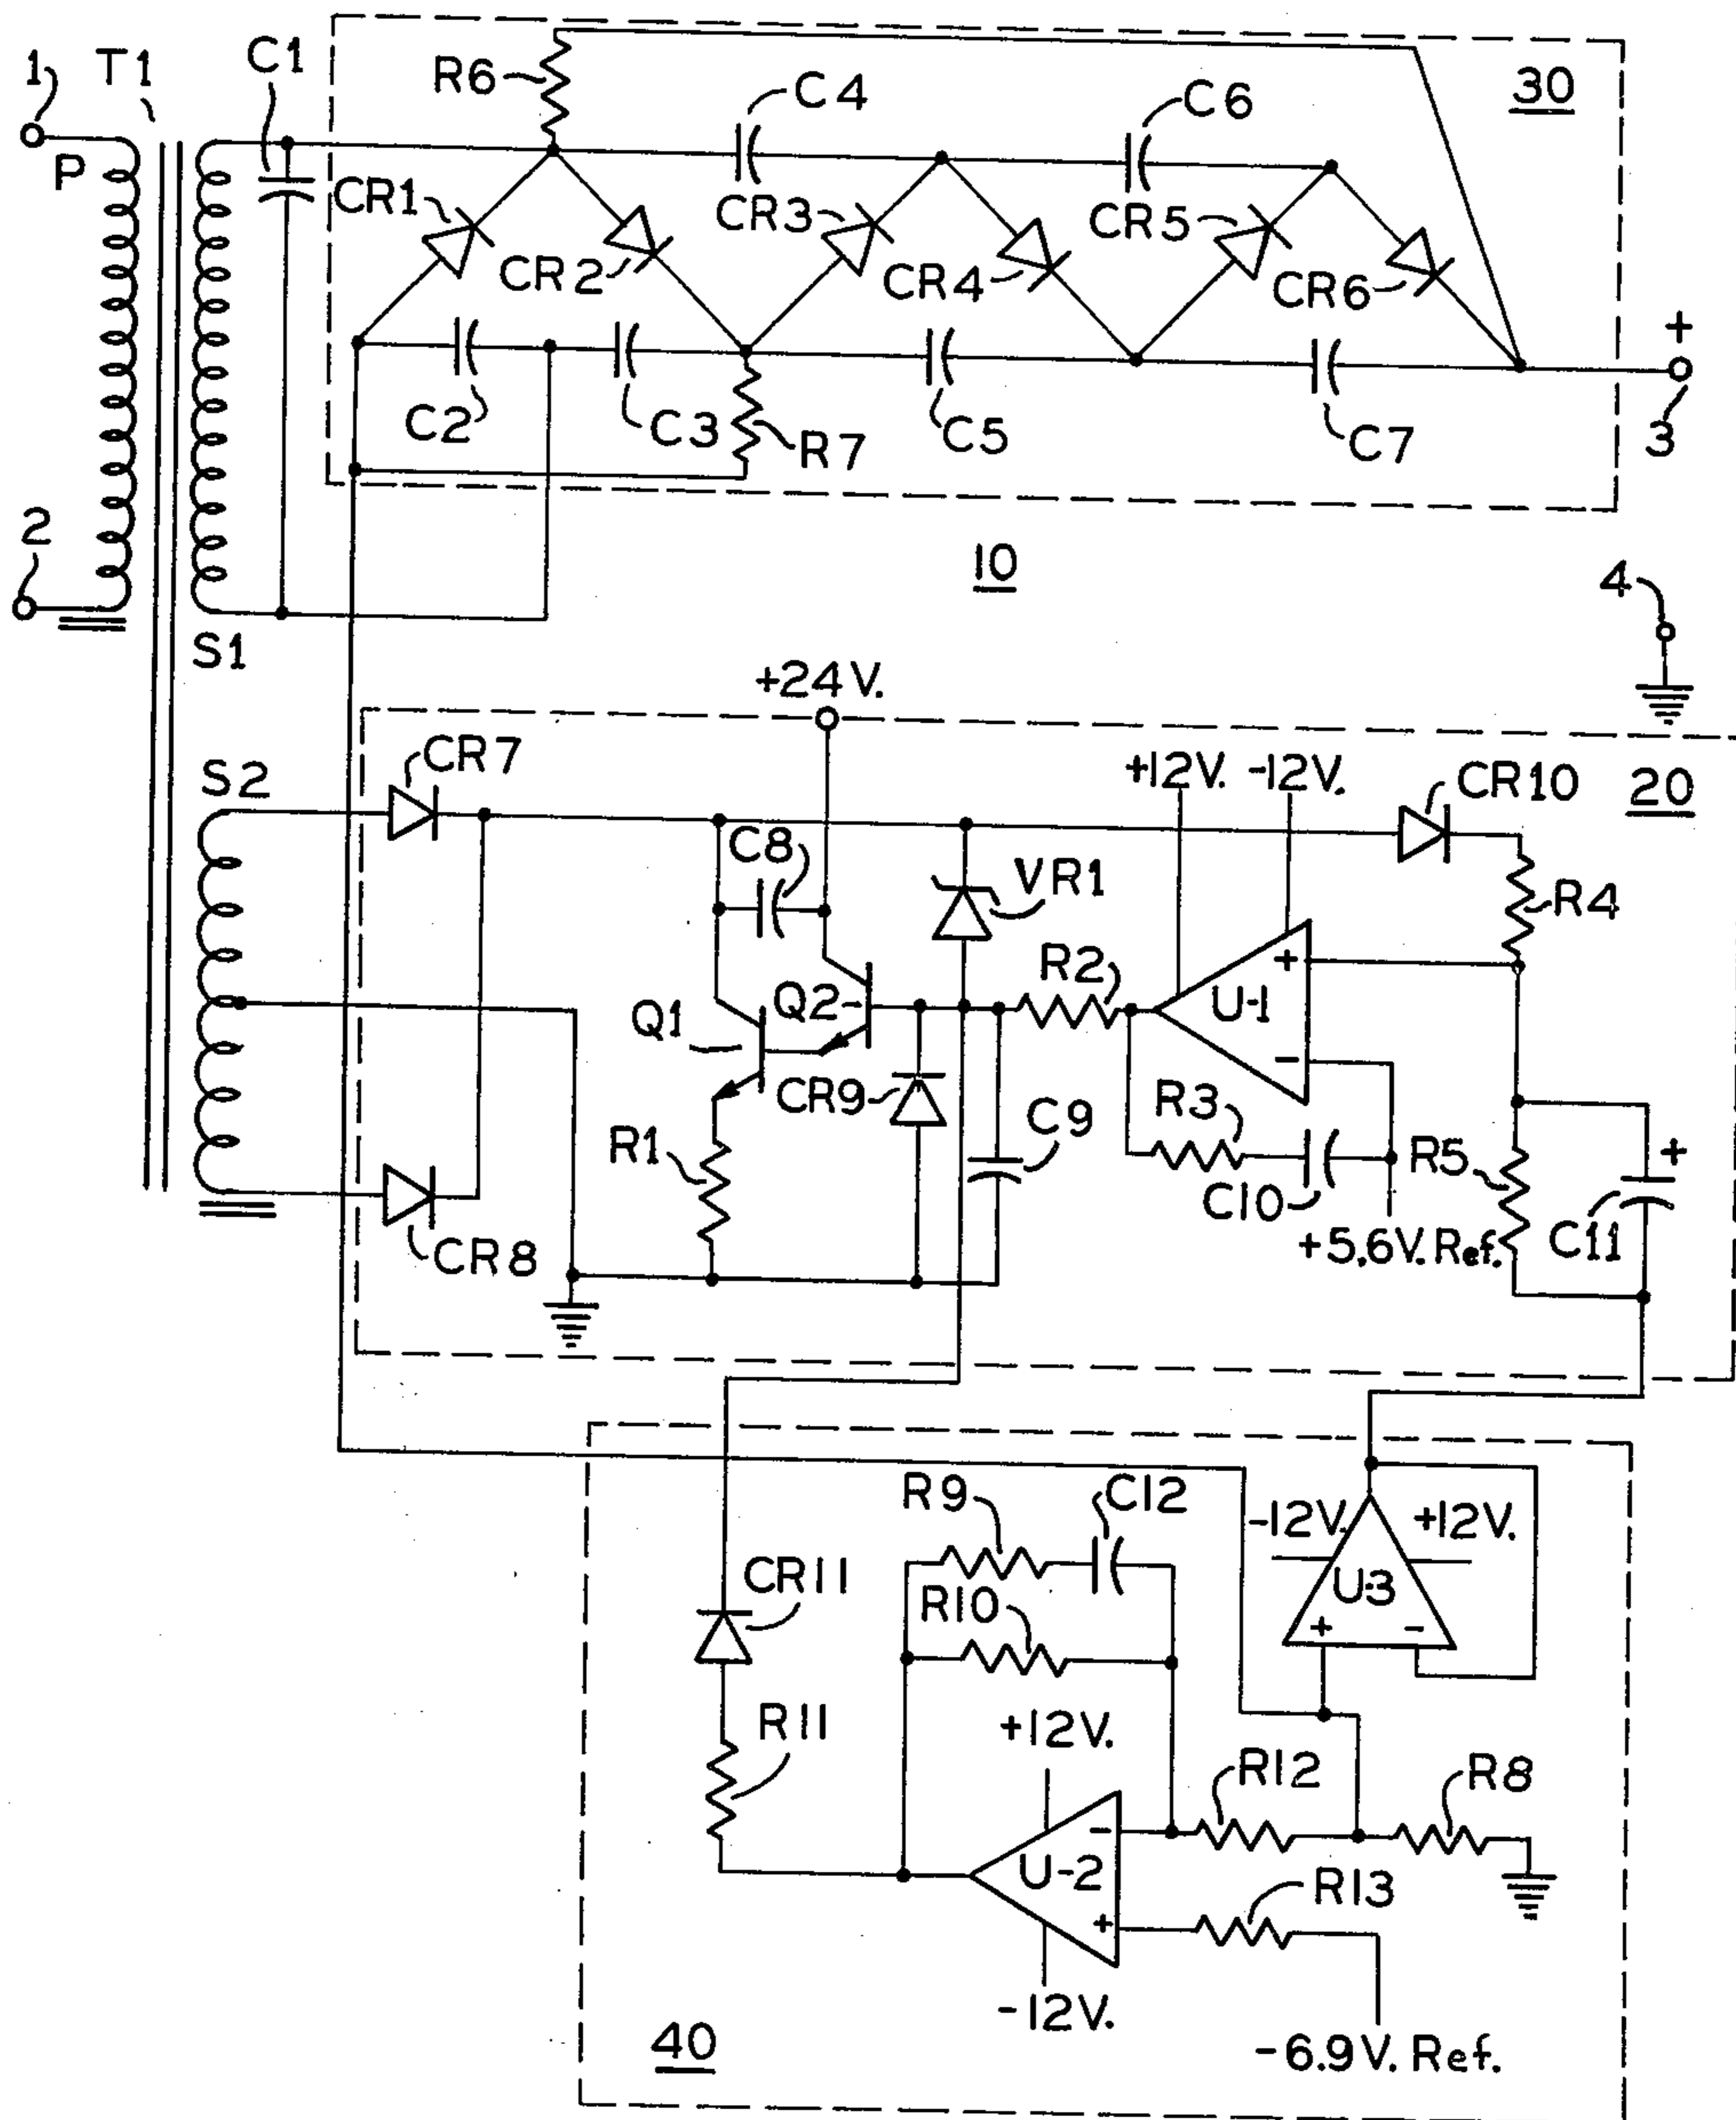 1
T1
C1
R6
C4
C6
30
P
CR1
CR3
CR5
CR2
CR4
CR6
+
C2
C3
R7
C5
C7
3
2
10
4
S1
+24V.
CR7
+12V.
-12V.
CR10
20
S2
C8
VR1
R4
R2
+
Q1
Q2
U-1
-
CR9
R3
C9
R1
R5
+
C10
C11
CR8
+5.6V. Ref.
R9
C12
-12V.
+12V.
CR11
R10
U-3
+
-
R11
+12V.
R12
R8
-
U-2
R13
+
-12V.
40
-6.9V. Ref.